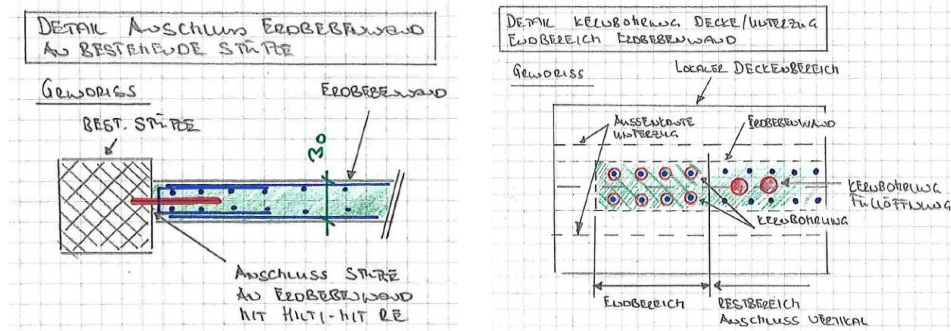 DETAIL ANSCHLUSS ERDBEBENWAND
AN BESTEHENDE STÜTZE
GRUNDRISS
BEST. STÜTZE
ERDBEBENWAND
30
ANSCHLUSS STÜTZE
AN ERDBEBENWAND
MIT HILTI-HIT RE
DETAIL KERNBOHRUNG DECKE/UNTERZUG
ENDBEREICH ERDBEBENWAND
GRUNDRISS
LOCALER DECKENBEREICH
AUSSENKANTE
UNTERZUG
ERDBEBENWAND
KERNBOHRUNG
FÜLLÖFFNUNG
KERNBOHRUNG
ENDBEREICH
RESTBEREICH
ANSCHLUSS VERTIKAL